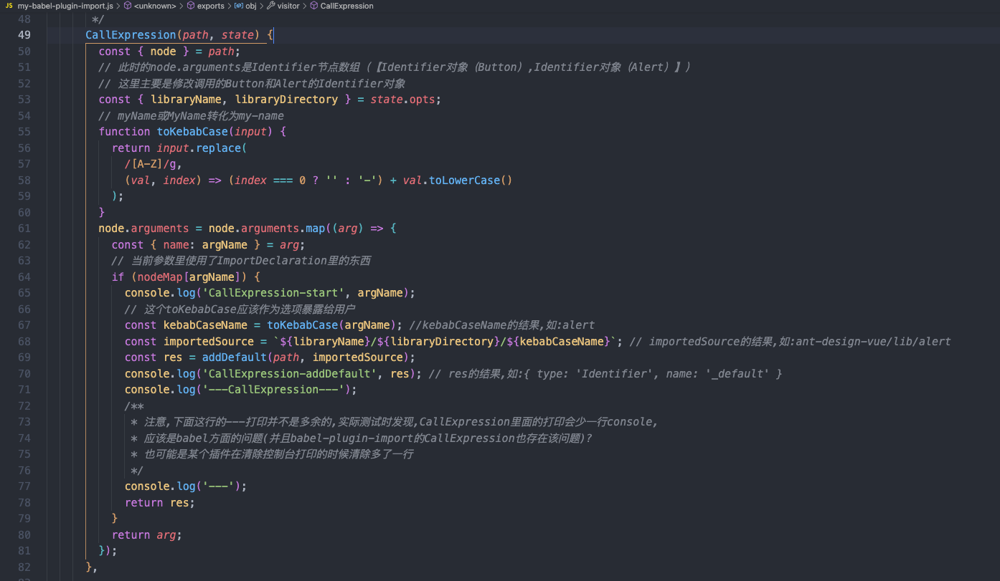 JS my-babel-plugin-import.js > <unknown> > exports > obj > visitor > CallExpression
48 */
49 CallExpression(path, state) {
50 const { node } = path;
51 // 此时的node.arguments是Identifier节点数组（【Identifier对象（Button）,Identifier对象（Alert）】）
52 // 这里主要是修改调用的Button和Alert的Identifier对象
53 const { libraryName, libraryDirectory } = state.opts;
54 // myName或MyName转化为my-name
55 function toKebabCase(input) {
56 return input.replace(
57 /[A-Z]/g,
58 (val, index) => (index === 0 ? '' : '-') + val.toLowerCase()
59 );
60 }
61 node.arguments = node.arguments.map((arg) => {
62 const { name: argName } = arg;
63 // 当前参数里使用了ImportDeclaration里的东西
64 if (nodeMap[argName]) {
65 console.log('CallExpression-start', argName);
66 // 这个toKebabCase应该作为选项暴露给用户
67 const kebabCaseName = toKebabCase(argName); //kebabCaseName的结果,如:alert
68 const importedSource = `${libraryName}/${libraryDirectory}/${kebabCaseName}`; // importedSource的结果,如:ant-design-vue/lib/alert
69 const res = addDefault(path, importedSource);
70 console.log('CallExpression-addDefault', res); // res的结果,如:{ type: 'Identifier', name: '_default' }
71 console.log('---CallExpression---');
72 /**
73 * 注意,下面这行的---打印并不是多余的,实际测试时发现,CallExpression里面的打印会少一行console,
74 * 应该是babel方面的问题(并且babel-plugin-import的CallExpression也存在该问题)?
75 * 也可能是某个插件在清除控制台打印的时候清除多了一行
76 */
77 console.log('---');
78 return res;
79 }
80 return arg;
81 });
82 },